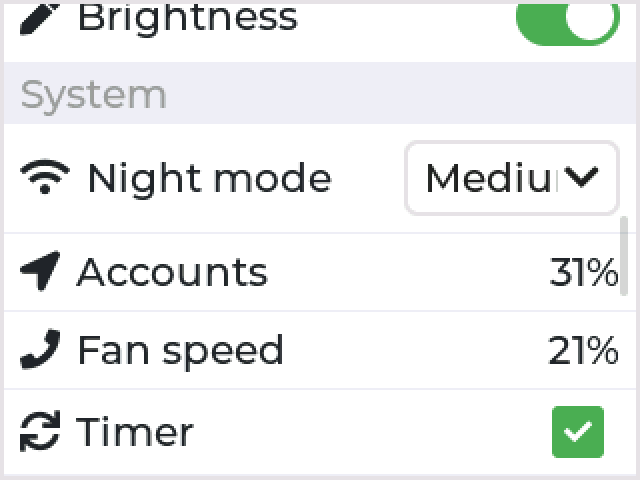 Brightness
System
Night mode Mediu
Accounts 31%
Fan speed 21%
Timer